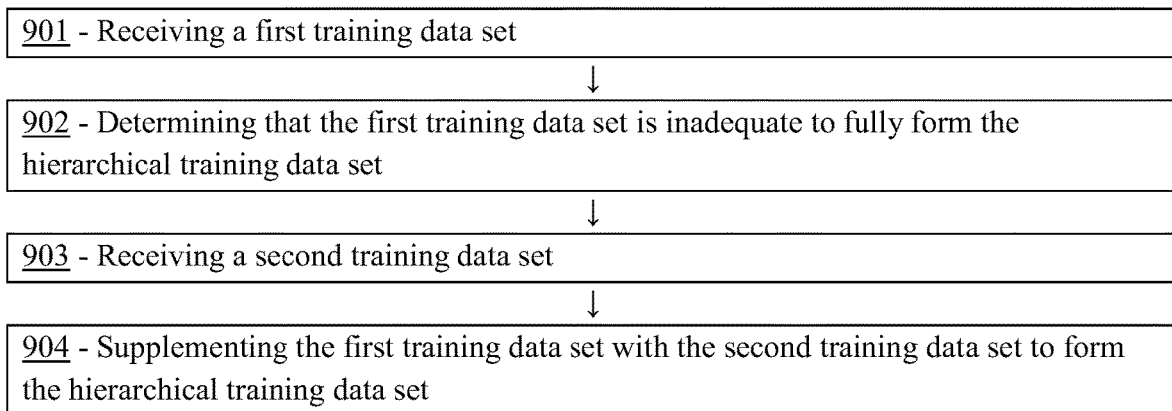 901 - Receiving a first training data set
↓
902 - Determining that the first training data set is inadequate to fully form the
hierarchical training data set
↓
903 - Receiving a second training data set
↓
904 - Supplementing the first training data set with the second training data set to form
the hierarchical training data set